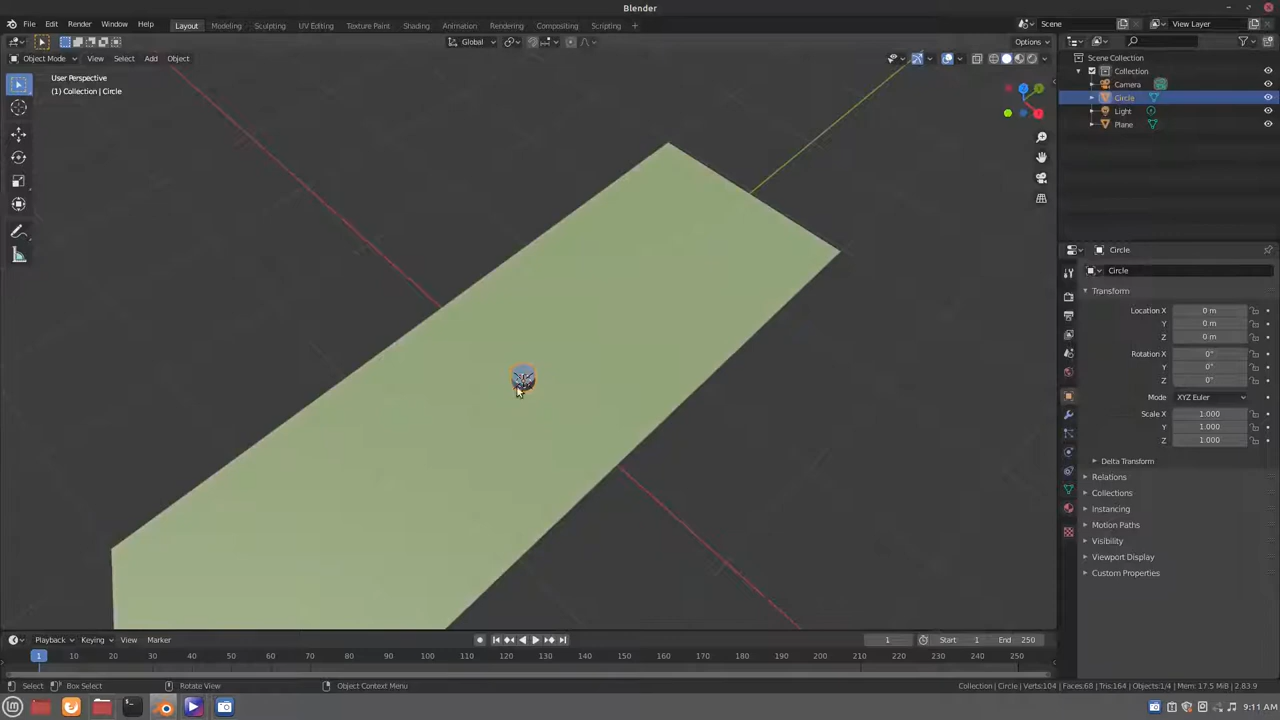 Blender
File Edit Render Window Help Layout Modeling Sculpting UV Editing Texture Paint Shading Animation Rendering Compositing Scripting + Scene View Layer
Global Options
Object Mode View Select Add Object
User Perspective
(1) Collection | Circle
Scene Collection
Collection
Camera
Circle
Light
Plane
Circle
Circle
Transform
Location X 0 m
Y 0 m
Z 0 m
Rotation X 0°
Y 0°
Z 0°
Mode XYZ Euler
Scale X 1.000
Y 1.000
Z 1.000
Delta Transform
Relations
Collections
Instancing
Motion Paths
Visibility
Viewport Display
Custom Properties
Playback Keying View Marker 1 Start 1 End 250
1 10 20 30 40 50 60 70 80 90 100 110 120 130 140 150 160 170 180 190 200 210 220 230 240 250
Select Box Select Rotate View Object Context Menu Collection | Circle | Verts:104 | Faces:68 | Tris:164 | Objects:1/4 | Mem: 17.5 MiB | 2.83.9
9:11 AM